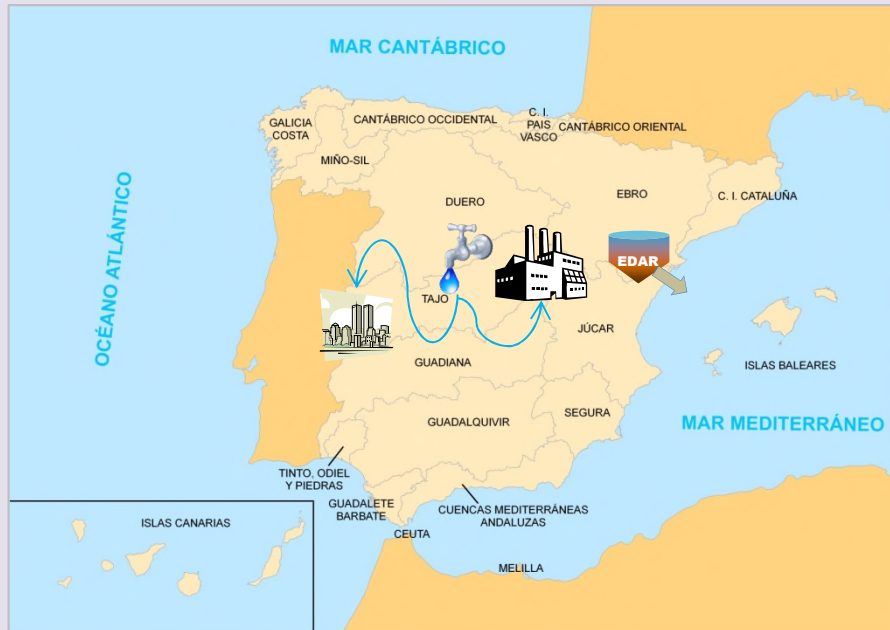 MAR CANTÁBRICO
GALICIA
COSTA
CANTÁBRICO OCCIDENTAL
C. I.
PAIS
VASCO
CANTÁBRICO ORIENTAL
MIÑO-SIL
DUERO
EBRO
C. I. CATALUÑA
OCÉANO ATLÁNTICO
EDAR
TAJO
JÚCAR
GUADIANA
ISLAS BALEARES
SEGURA
GUADALQUIVIR
MAR MEDITERRÁNEO
TINTO, ODIEL
Y PIEDRAS
GUADALETE
BARBATE
CUENCAS MEDITERRÁNEAS
ANDALUZAS
ISLAS CANARIAS
CEUTA
MELILLA